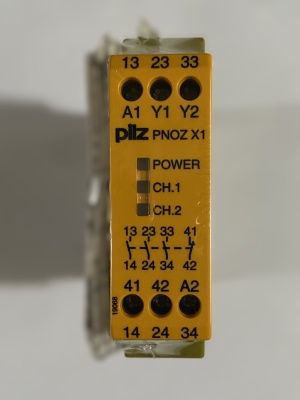 13 23 33
A1 Y1 Y2
pilz PNOZ X1
POWER
CH.1
CH.2
13 23 33 41
14 24 34 42
41 42 A2
19068
14 24 34